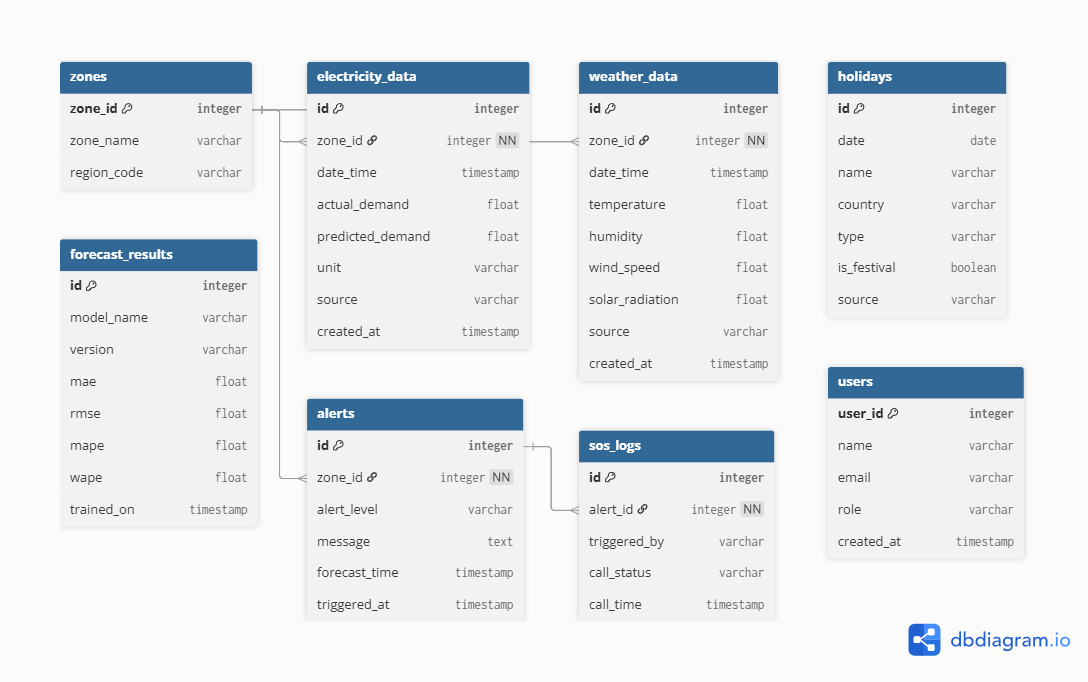 zones
zone_id integer
zone_name varchar
region_code varchar
electricity_data
id integer
zone_id integer NN
date_time timestamp
actual_demand float
predicted_demand float
unit varchar
source varchar
created_at timestamp
weather_data
id integer
zone_id integer NN
date_time timestamp
temperature float
humidity float
wind_speed float
solar_radiation float
source varchar
created_at timestamp
holidays
id integer
date date
name varchar
country varchar
type varchar
is_festival boolean
source varchar
forecast_results
id integer
model_name varchar
version varchar
mae float
rmse float
mape float
wape float
trained_on timestamp
alerts
id integer
zone_id integer NN
alert_level varchar
message text
forecast_time timestamp
triggered_at timestamp
sos_logs
id integer
alert_id integer NN
triggered_by varchar
call_status varchar
call_time timestamp
users
user_id integer
name varchar
email varchar
role varchar
created_at timestamp
dbdiagram.io